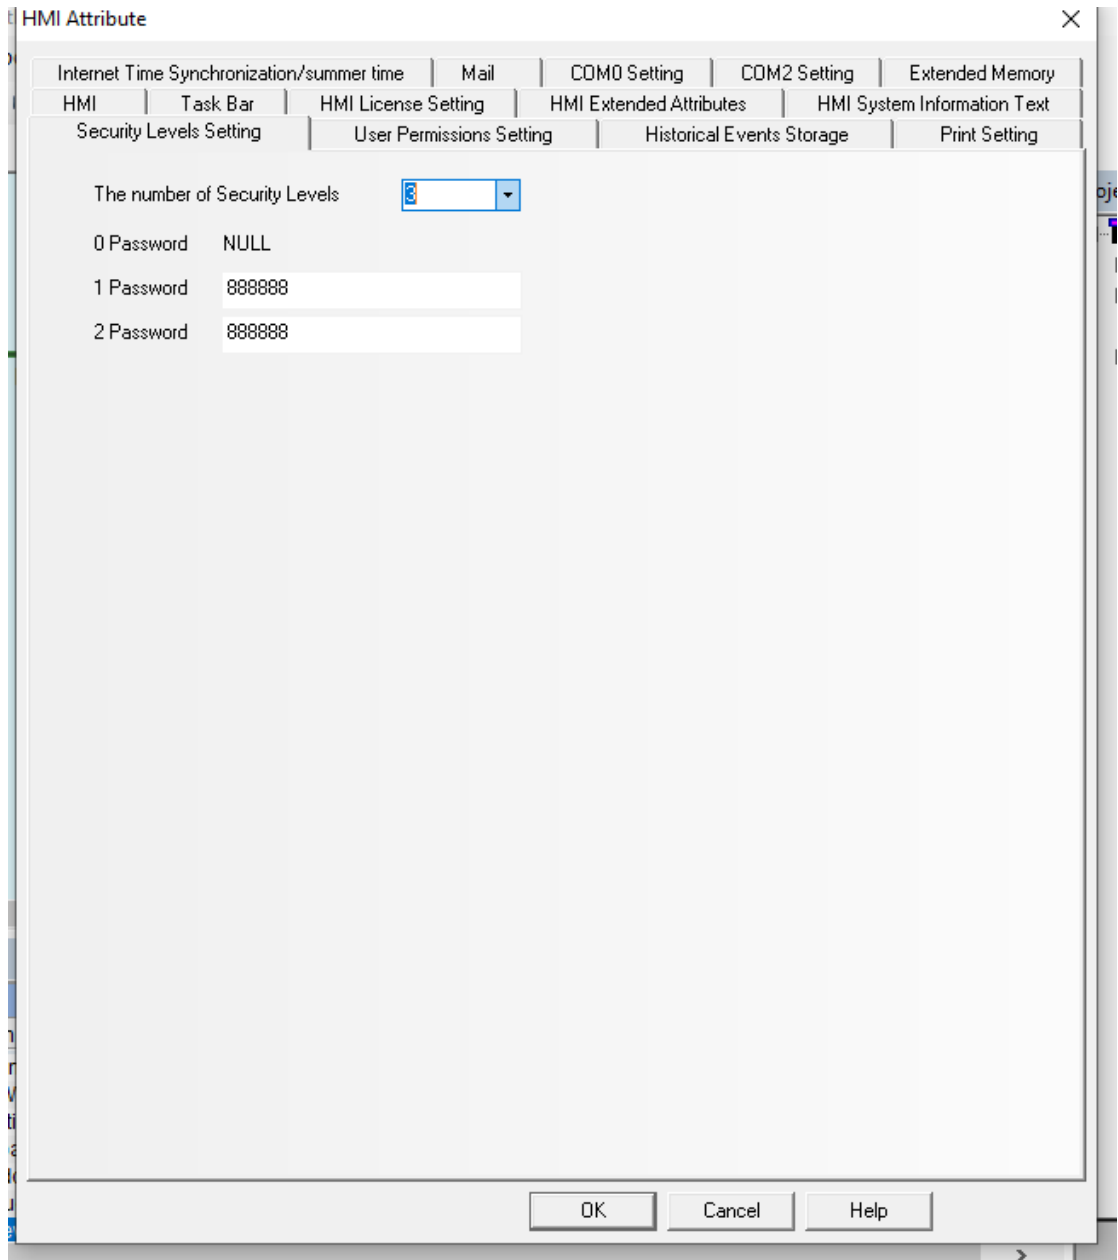 HMI Attribute
Internet Time Synchronization/summer time Mail COM0 Setting COM2 Setting Extended Memory
HMI Task Bar HMI License Setting HMI Extended Attributes HMI System Information Text
Security Levels Setting User Permissions Setting Historical Events Storage Print Setting
The number of Security Levels 3
0 Password NULL
1 Password 888888
2 Password 888888
OK Cancel Help